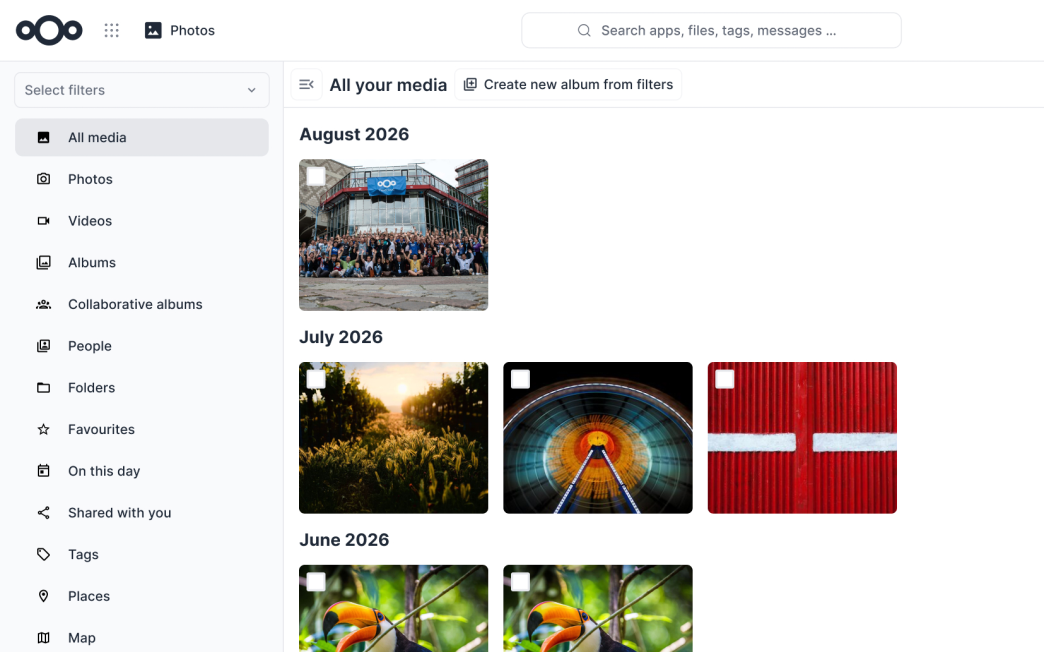 Photos
Search apps, files, tags, messages ...
Select filters
All media
Photos
Videos
Albums
Collaborative albums
People
Folders
Favourites
On this day
Shared with you
Tags
Places
Map
All your media
Create new album from filters
August 2026
July 2026
June 2026